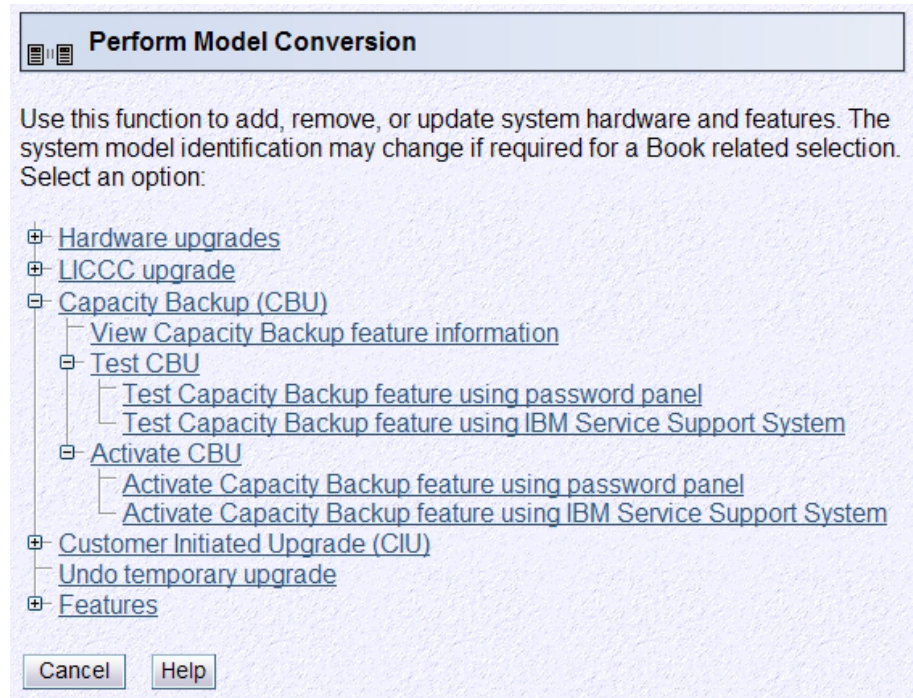 Perform Model Conversion
Use this function to add, remove, or update system hardware and features. The
system model identification may change if required for a Book related selection.
Select an option:
Hardware upgrades
LICCC upgrade
Capacity Backup (CBU)
View Capacity Backup feature information
Test CBU
Test Capacity Backup feature using password panel
Test Capacity Backup feature using IBM Service Support System
Activate CBU
Activate Capacity Backup feature using password panel
Activate Capacity Backup feature using IBM Service Support System
Customer Initiated Upgrade (CIU)
Undo temporary upgrade
Features
Cancel Help